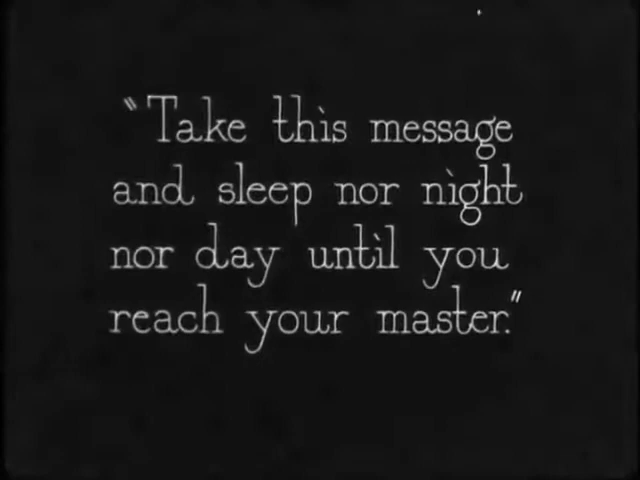 "Take this message
and sleep nor night
nor day until you
reach your master."